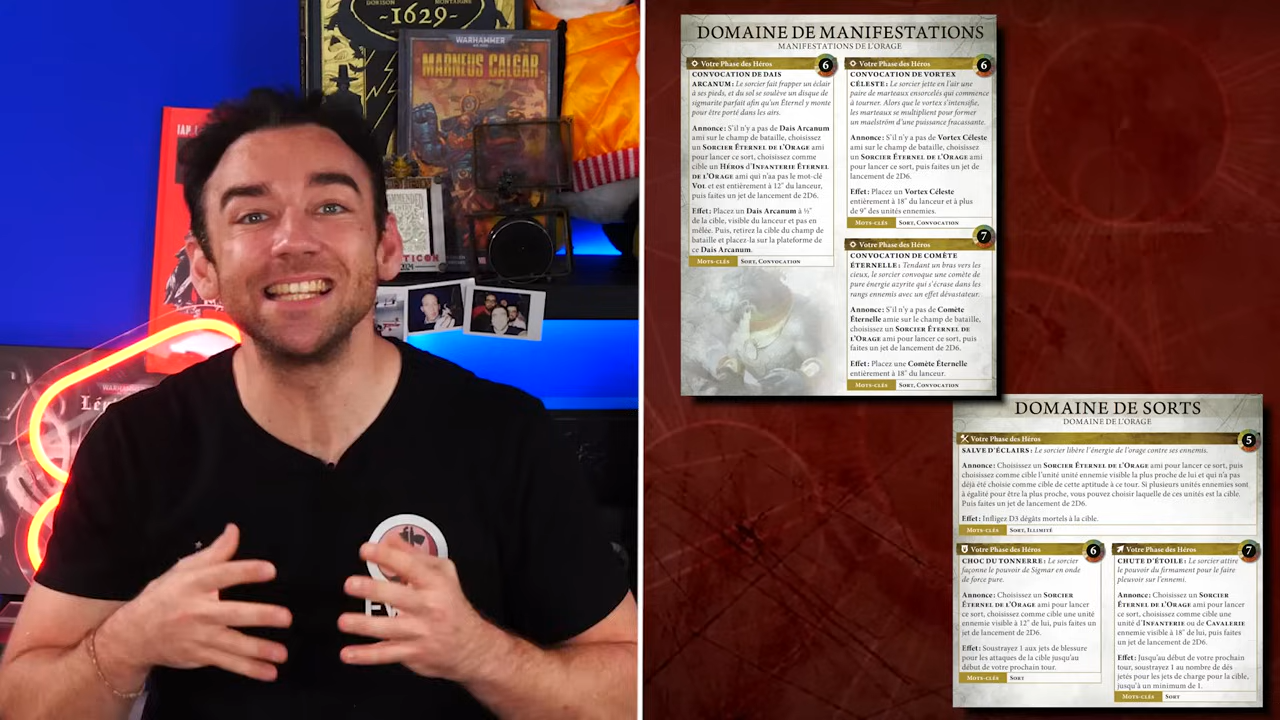 DORISON
MONTAIGNE
-1629-
WARHAMMER
MARNEUS CALGAR
DOMAINE DE MANIFESTATIONS
MANIFESTATIONS DE L'ORAGE
Votre Phase des Héros
6
CONVOCATION DE DAIS
ARCANUM : Le sorcier fait frapper un éclair
à ses pieds, et du sol se soulève un disque de
sigmarite parfait afin qu'un Éternel y monte
pour être porté dans les airs.
Annonce : S'il n'y a pas de Dais Arcanum
ami sur le champ de bataille, choisissez
un SORCIER ÉTERNEL DE L'ORAGE ami
pour lancer ce sort, choisissez comme
cible un HÉROS D'INFANTERIE ÉTERNEL
DE L'ORAGE ami qui n'aa pas le mot-clé
VOL et est entièrement à 12" du lanceur,
puis faites un jet de lancement de 2D6.
Effet : Placez un Dais Arcanum à ½"
de la cible, visible du lanceur et pas en
mêlée. Puis, retirez la cible du champ de
bataille et placez-la sur la plateforme de
ce Dais Arcanum.
MOTS-CLÉS SORT, CONVOCATION
Votre Phase des Héros
6
CONVOCATION DE VORTEX
CÉLESTE : Le sorcier jette en l'air une
paire de marteaux ensorcelés qui commence
à tourner. Alors que le vortex s'intensifie,
les marteaux se multiplient pour former
un maelström d'une puissance fracassante.
Annonce : S'il n'y a pas de Vortex Céleste
ami sur le champ de bataille, choisissez
un SORCIER ÉTERNEL DE L'ORAGE ami
pour lancer ce sort, puis faites un jet de
lancement de 2D6.
Effet : Placez un Vortex Céleste
entièrement à 18" du lanceur et à plus
de 9" des unités ennemies.
MOTS-CLÉS SORT, CONVOCATION
Votre Phase des Héros
7
CONVOCATION DE COMÈTE
ÉTERNELLE : Tendant un bras vers les
cieux, le sorcier convoque une comète de
pure énergie azyrite qui s'écrase dans les
rangs ennemis avec un effet dévastateur.
Annonce : S'il n'y a pas de Comète
Éternelle amie sur le champ de bataille,
choisissez un SORCIER ÉTERNEL DE
L'ORAGE ami pour lancer ce sort, puis
faites un jet de lancement de 2D6.
Effet : Placez une Comète Éternelle
entièrement à 18" du lanceur.
MOTS-CLÉS SORT, CONVOCATION
DOMAINE DE SORTS
DOMAINE DE L'ORAGE
Votre Phase des Héros
5
SALVE D'ÉCLAIRS : Le sorcier libère l'énergie de l'orage contre ses ennemis.
Annonce : Choisissez un SORCIER ÉTERNEL DE L'ORAGE ami pour lancer ce sort, puis
choisissez comme cible l'unité unité ennemie visible la plus proche de lui et qui n'a pas
déjà été choisie comme cible de cette aptitude à ce tour. Si plusieurs unités ennemies sont
à égalité pour être la plus proche, vous pouvez choisir laquelle de ces unités est la cible.
Puis faites un jet de lancement de 2D6.
Effet : Infligez D3 dégâts mortels à la cible.
MOTS-CLÉS SORT, ILLIMITÉ
Votre Phase des Héros
6
CHOC DU TONNERRE : Le sorcier
façonne le pouvoir de Sigmar en onde
de force pure.
Annonce : Choisissez un SORCIER
ÉTERNEL DE L'ORAGE ami pour lancer
ce sort, choisissez comme cible une unité
ennemie visible à 12" de lui, puis faites un
jet de lancement de 2D6.
Effet : Soustrayez 1 aux jets de blessure
pour les attaques de la cible jusqu'au
début de votre prochain tour.
MOTS-CLÉS SORT
Votre Phase des Héros
7
CHUTE D'ÉTOILE : Le sorcier attire
le pouvoir du firmament pour le faire
pleuvoir sur l'ennemi.
Annonce : Choisissez un SORCIER
ÉTERNEL DE L'ORAGE ami pour lancer
ce sort, choisissez comme cible une
unité d'INFANTERIE ou de CAVALERIE
ennemie visible à 18" de lui, puis faites
un jet de lancement de 2D6.
Effet : Jusqu'au début de votre prochain
tour, soustrayez 1 au nombre de dés
jetés pour les jets de charge pour la cible,
jusqu'à un minimum de 1.
MOTS-CLÉS SORT